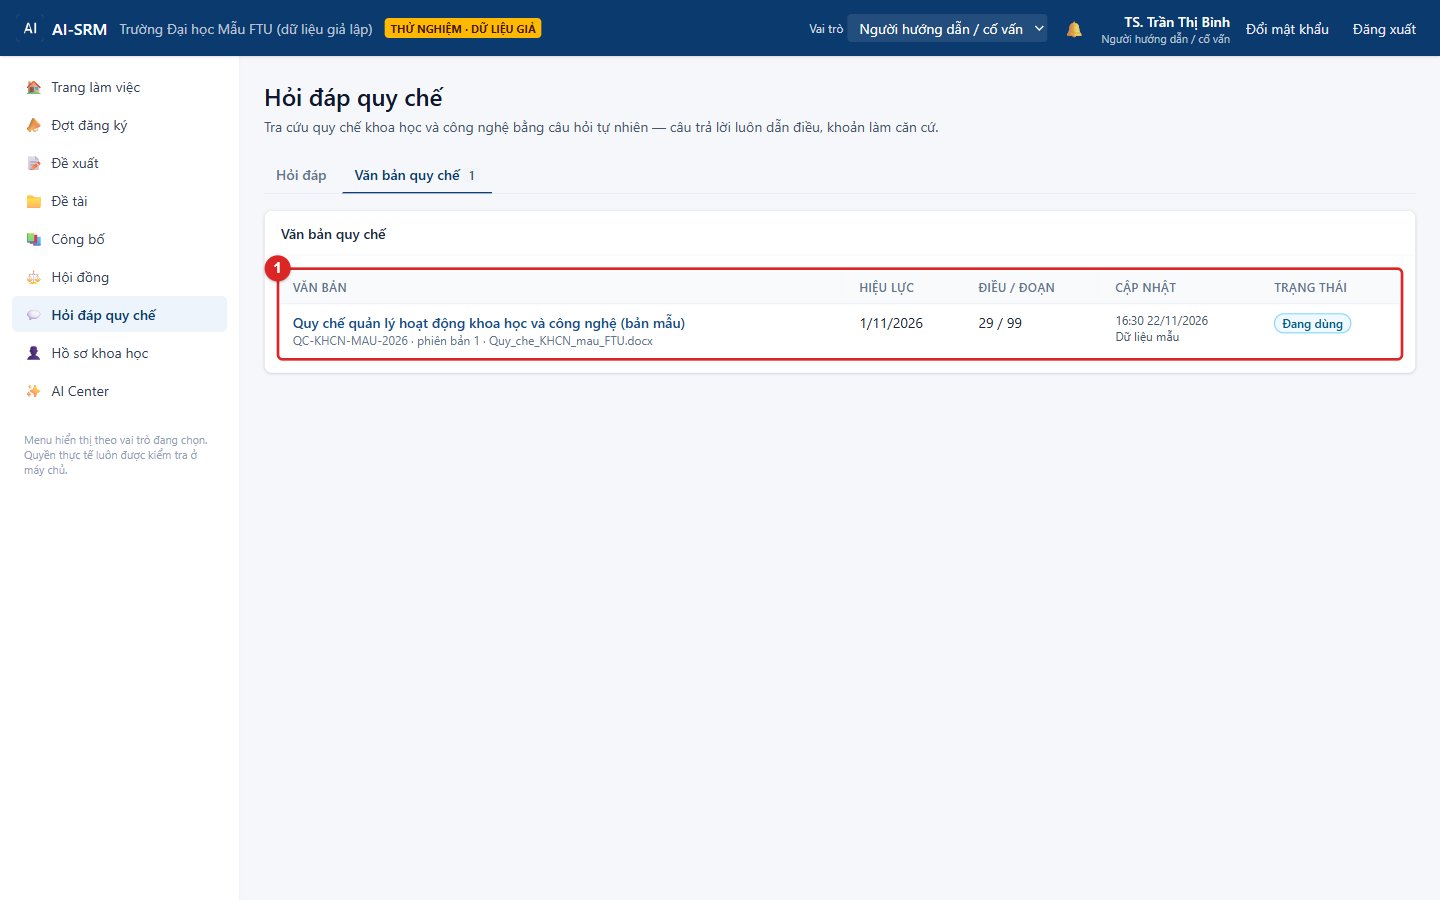 AI AI-SRM Trường Đại học Mẫu FTU (dữ liệu giả lập) THỬ NGHIỆM · DỮ LIỆU GIẢ Vai trò Người hướng dẫn / cố vấn TS. Trần Thị Bình Đổi mật khẩu Đăng xuất
Người hướng dẫn / cố vấn
Trang làm việc
Đợt đăng ký
Đề xuất
Đề tài
Công bố
Hội đồng
Hỏi đáp quy chế
Hồ sơ khoa học
AI Center
Menu hiển thị theo vai trò đang chọn.
Quyền thực tế luôn được kiểm tra ở
máy chủ.
Hỏi đáp quy chế
Tra cứu quy chế khoa học và công nghệ bằng câu hỏi tự nhiên — câu trả lời luôn dẫn điều, khoản làm căn cứ.
Hỏi đáp Văn bản quy chế 1
Văn bản quy chế
1
VĂN BẢN HIỆU LỰC ĐIỀU / ĐOẠN CẬP NHẬT TRẠNG THÁI
Quy chế quản lý hoạt động khoa học và công nghệ (bản mẫu) 1/11/2026 29 / 99 16:30 22/11/2026 Đang dùng
QC-KHCN-MAU-2026 · phiên bản 1 · Quy_che_KHCN_mau_FTU.docx Dữ liệu mẫu